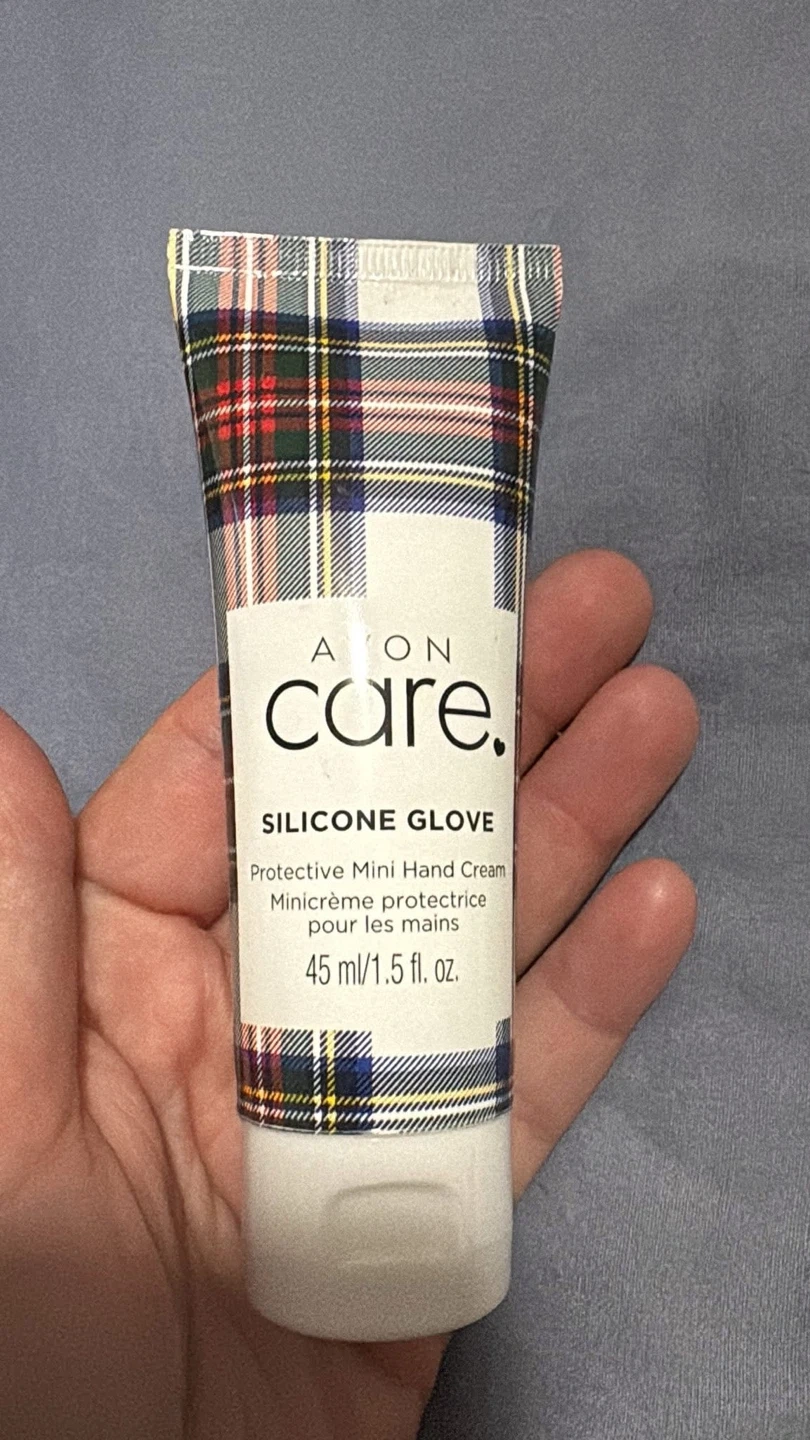 AVON
care.
SILICONE GLOVE
Protective Mini Hand Cream
Minicrème protectrice
pour les mains
45 ml/1.5 fl. oz.